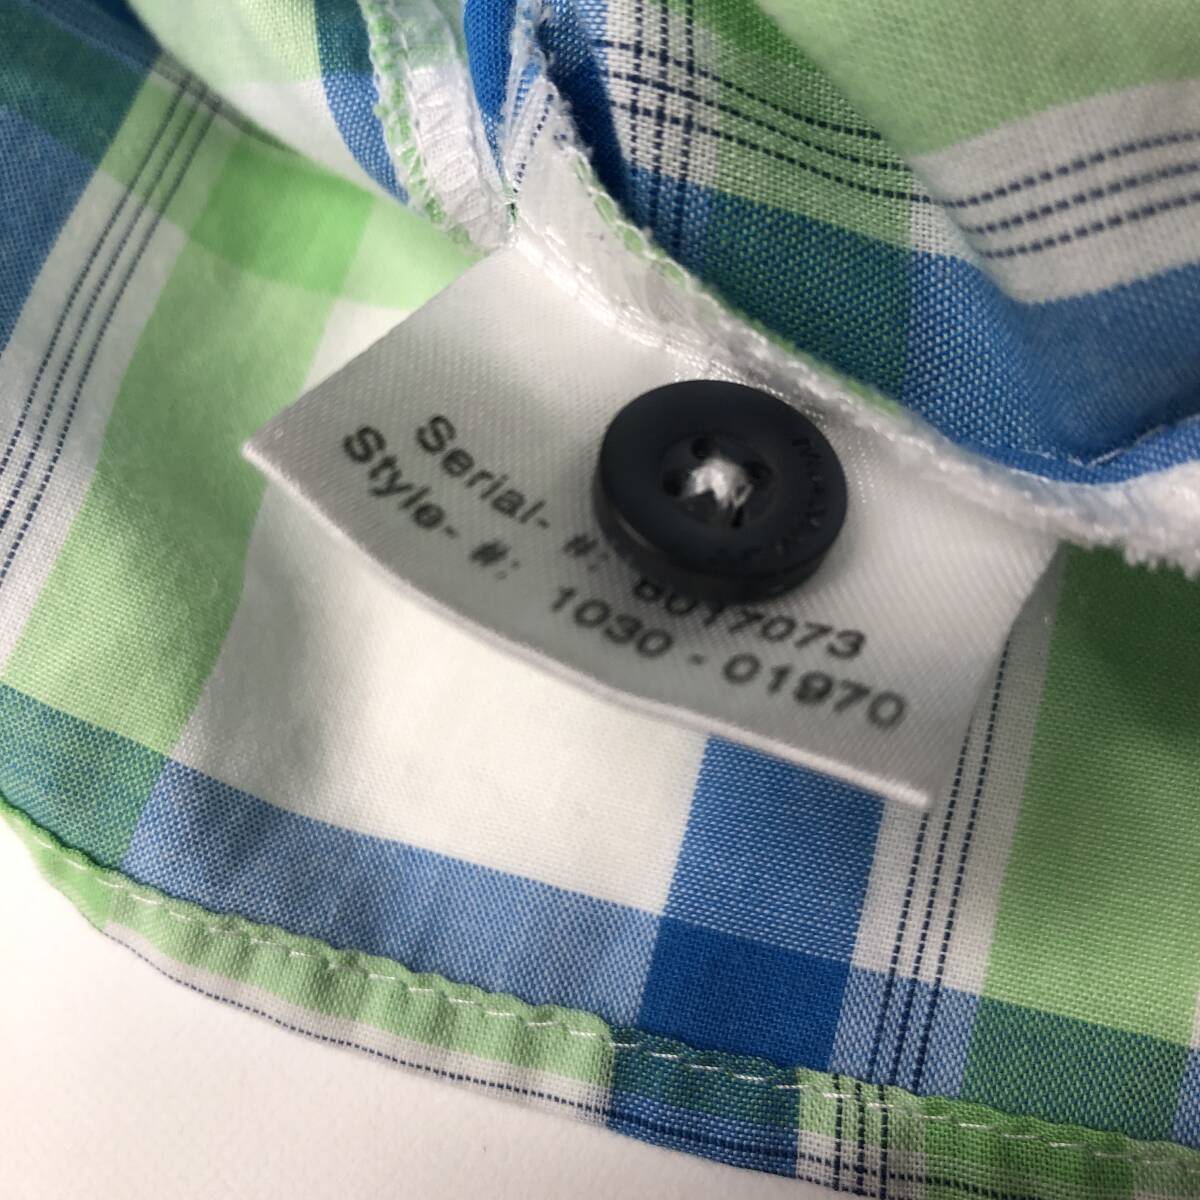 Serial- #: 6017073
Style- #: 1030 - 01970